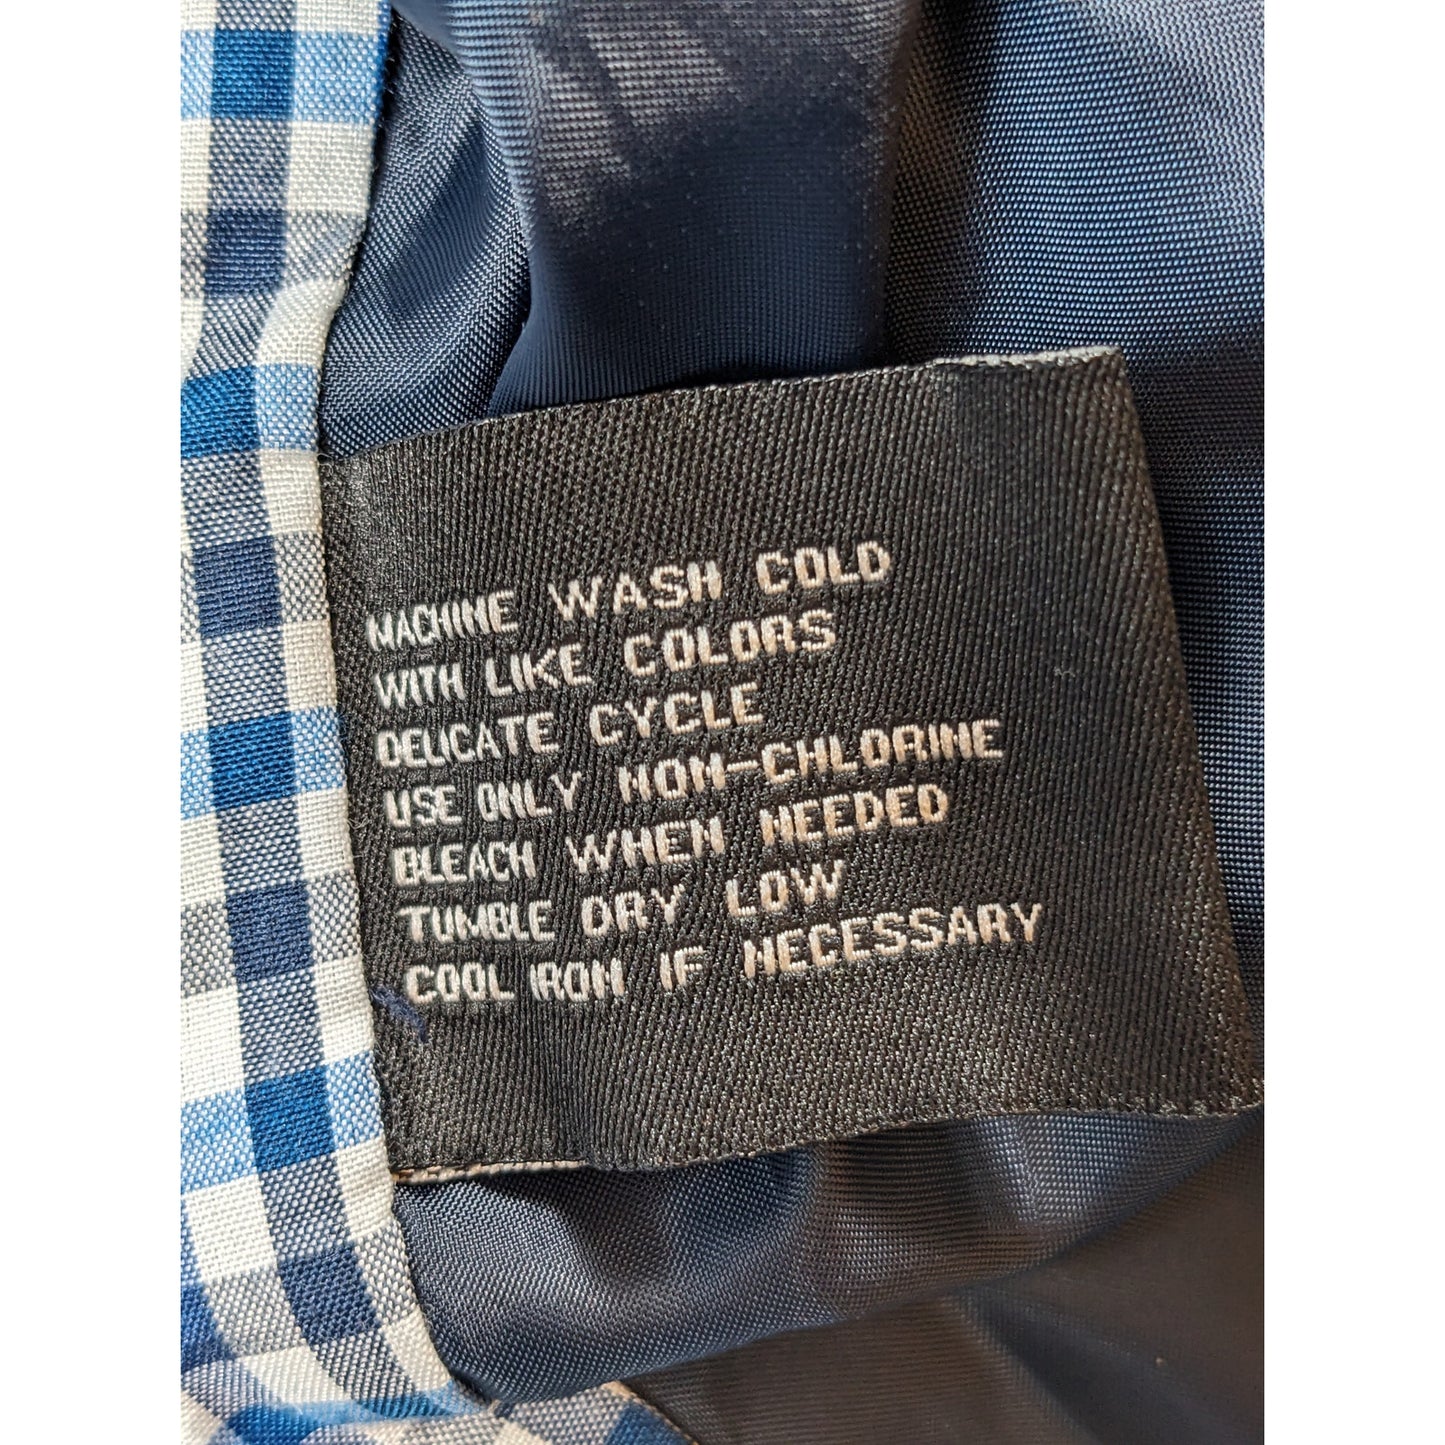 MACHINE WASH COLD
WITH LIKE COLORS
DELICATE CYCLE
USE ONLY NON-CHLORINE
BLEACH WHEN NEEDED
TUMBLE DRY LOW
COOL IRON IF NECESSARY